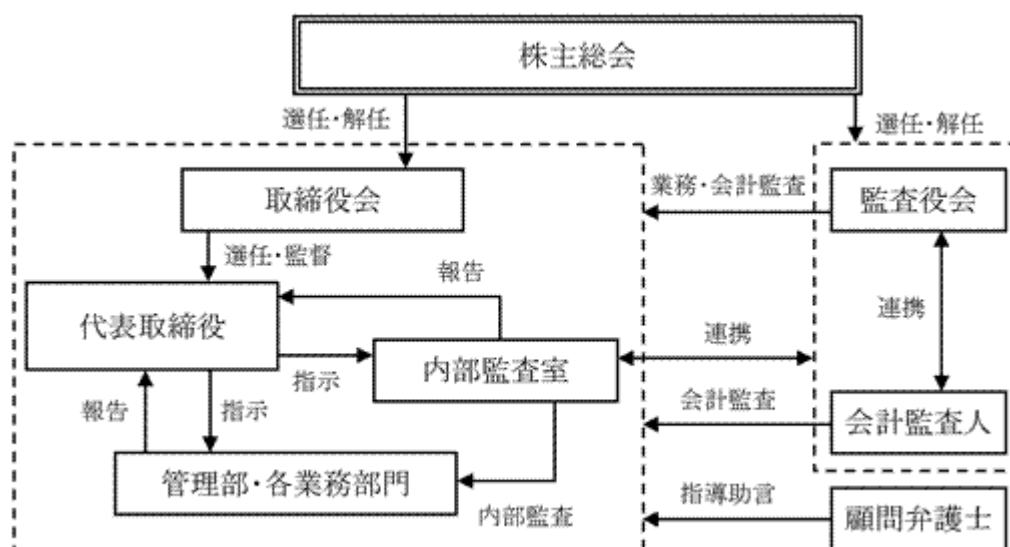 株主総会
選任・解任
選任・解任
取締役会
業務・会計監査
監査役会
選任・監督
報告
代表取締役
連携
連携
指示
内部監査室
報告
指示
会計監査
会計監査人
管理部・各業務部門
内部監査
指導助言
顧問弁護士